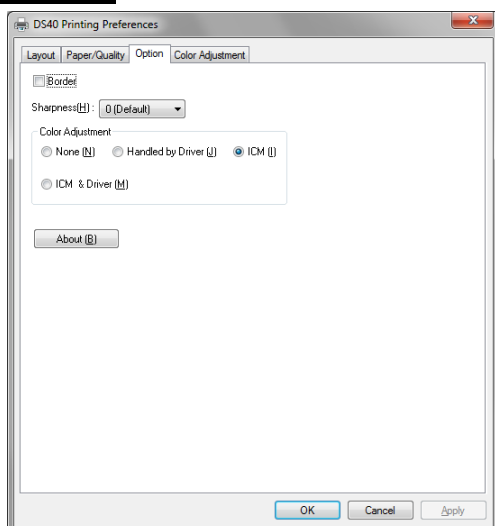 DS40 Printing Preferences
Layout Paper/Quality Option Color Adjustment
Border
Sharpness(H) : 0 (Default)
Color Adjustment
None (N) Handled by Driver (J) ICM (I)
ICM & Driver (M)
About (B)
OK Cancel Apply